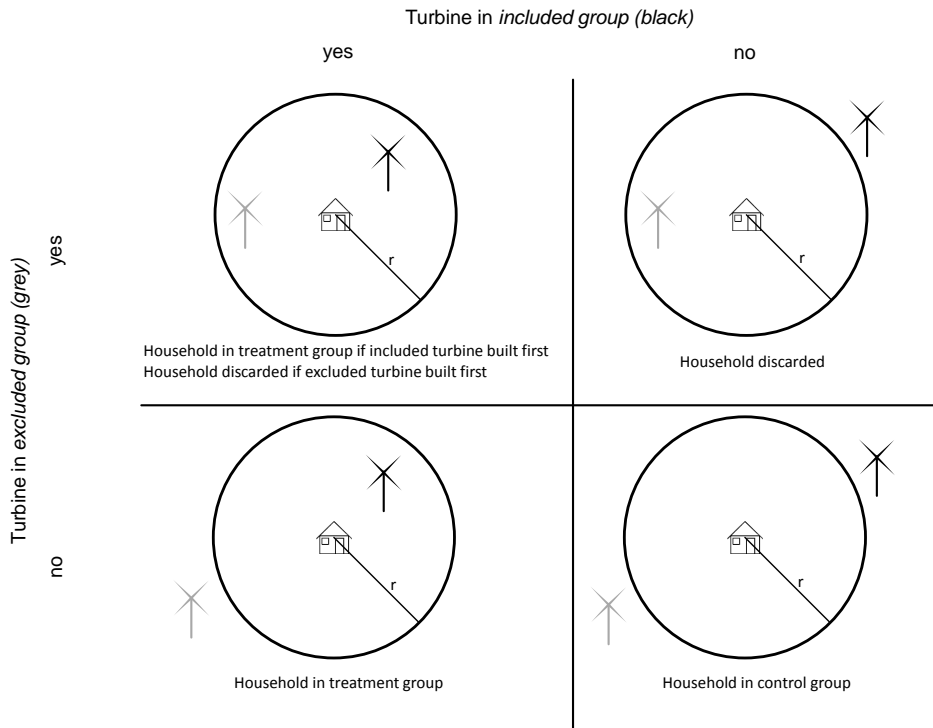 Turbine in included group (black)
yes
no
Turbine in excluded group (grey)
yes
r
r
Household in treatment group if included turbine built first
Household discarded if excluded turbine built first
Household discarded
no
r
r
Household in treatment group
Household in control group